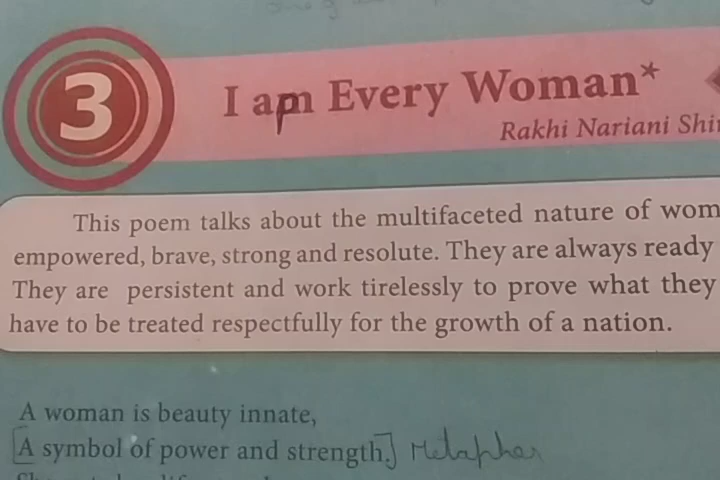 3
I am Every Woman*
Rakhi Nariani
This poem talks about the multifaceted nature of
empowered, brave, strong and resolute. They are always ready
They are persistent and work tirelessly to prove what they
have to be treated respectfully for the growth of a nation.
A woman is beauty innate,
[A symbol of power and strength.] Metaphor